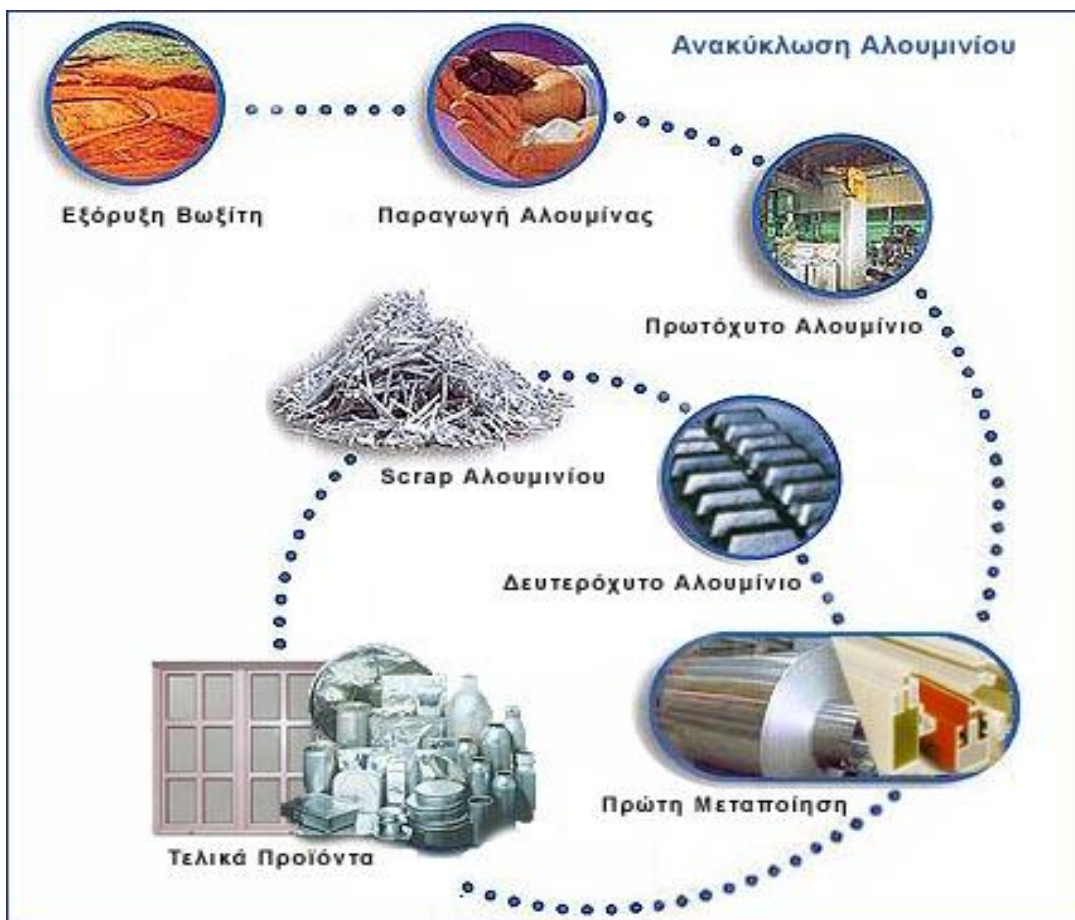 Ανακύκλωση Αλουμινίου
Εξόρυξη Βωξίτη
Παραγωγή Αλουμίνας
Πρωτόχυτο Αλουμίνιο
Scrap Αλουμινίου
Δευτερόχυτο Αλουμίνιο
Πρώτη Μεταποίηση
Τελικά Προϊόντα